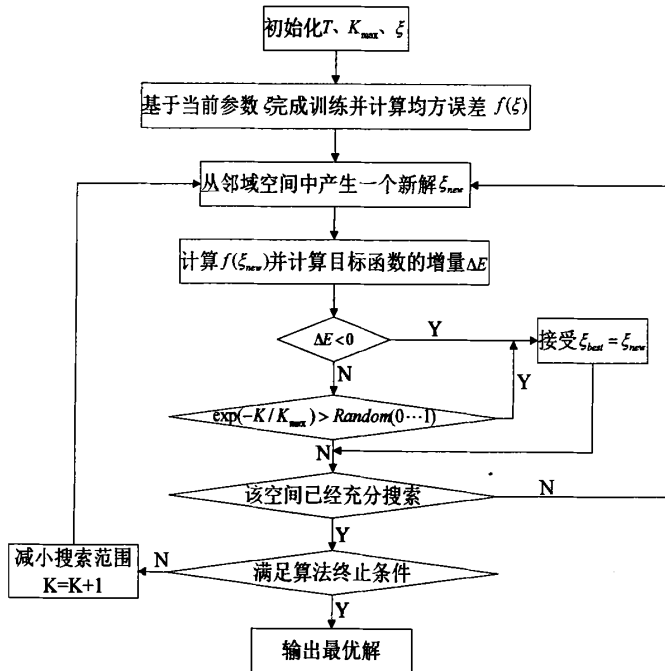 初始化T、K_max、ξ
基于当前参数ξ完成训练并计算均方误差 f(ξ)
从邻域空间中产生一个新解ξ_new
计算f(ξ_new)并计算目标函数的增量ΔE
ΔE<0
Y
接受ξ_best=ξ_new
N
Y
exp(-K/K_max)>Random(0…1)
N
该空间已经充分搜索
N
Y
减小搜索范围
K=K+1
N
满足算法终止条件
Y
输出最优解